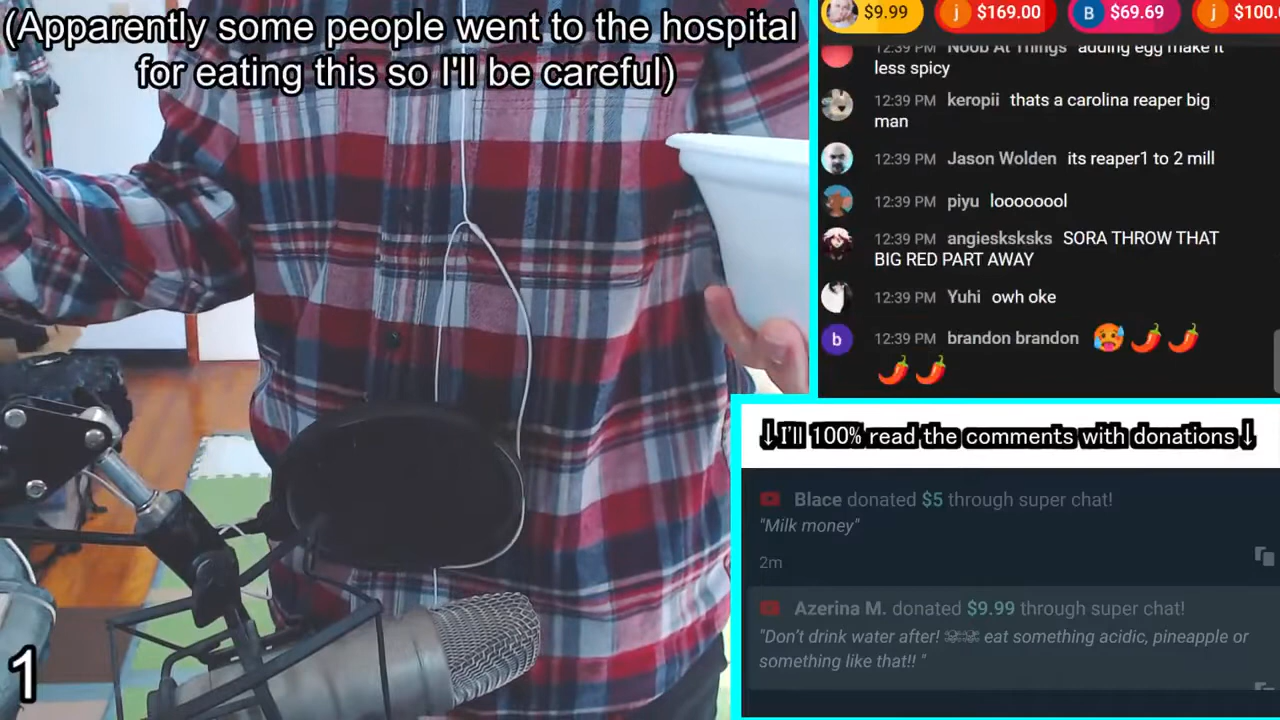 (Apparently some people went to the hospital
for eating this so I'll be careful)
1
$9.99
j $169.00
B $69.69
j $100.
12:39 PM Noob At Things adding egg make it
less spicy
12:39 PM keropii thats a carolina reaper big
man
12:39 PM Jason Wolden its reaper1 to 2 mill
12:39 PM piyu loooooool
12:39 PM angiesksksks SORA THROW THAT
BIG RED PART AWAY
12:39 PM Yuhi owh oke
b 12:39 PM brandon brandon 🥵🌶️🌶️
🌶️🌶️
↓I'll 100% read the comments with donations↓
Blace donated $5 through super chat!
"Milk money"
2m
Azerina M. donated $9.99 through super chat!
"Don't drink water after! eat something acidic, pineapple or
something like that!! "